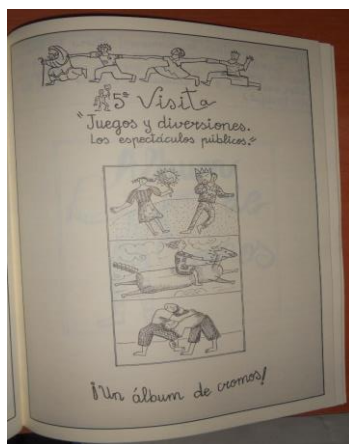 5ª Visita
"Juegos y diversiones.
Los espectáculos públicos."
¡Un álbum de cromos!